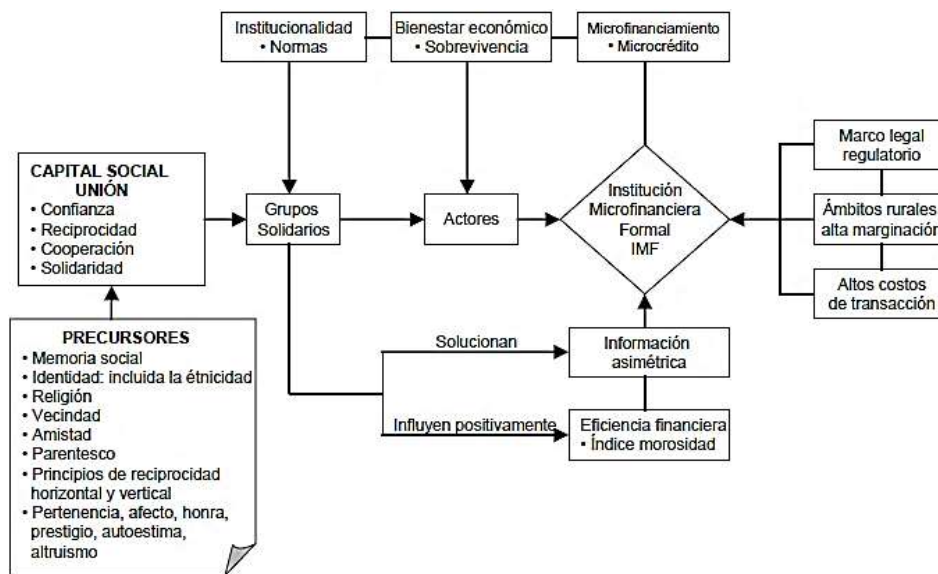 Institucionalidad
• Normas
Bienestar económico
• Sobrevivencia
Microfinanciamiento
• Microcrédito
CAPITAL SOCIAL
UNIÓN
• Confianza
• Reciprocidad
• Cooperación
• Solidaridad
Grupos
Solidarios
Actores
Institución
Microfinanciera
Formal
IMF
Marco legal
regulatorio
Ámbitos rurales
alta marginación
Altos costos
de transacción
PRECURSORES
• Memoria social
• Identidad: incluida la étnicidad
• Religión
• Vecindad
• Amistad
• Parentesco
• Principios de reciprocidad
horizontal y vertical
• Pertenencia, afecto, honra,
prestigio, autoestima,
altruismo
Solucionan
Información
asimétrica
Influyen positivamente
Eficiencia financiera
• Índice morosidad